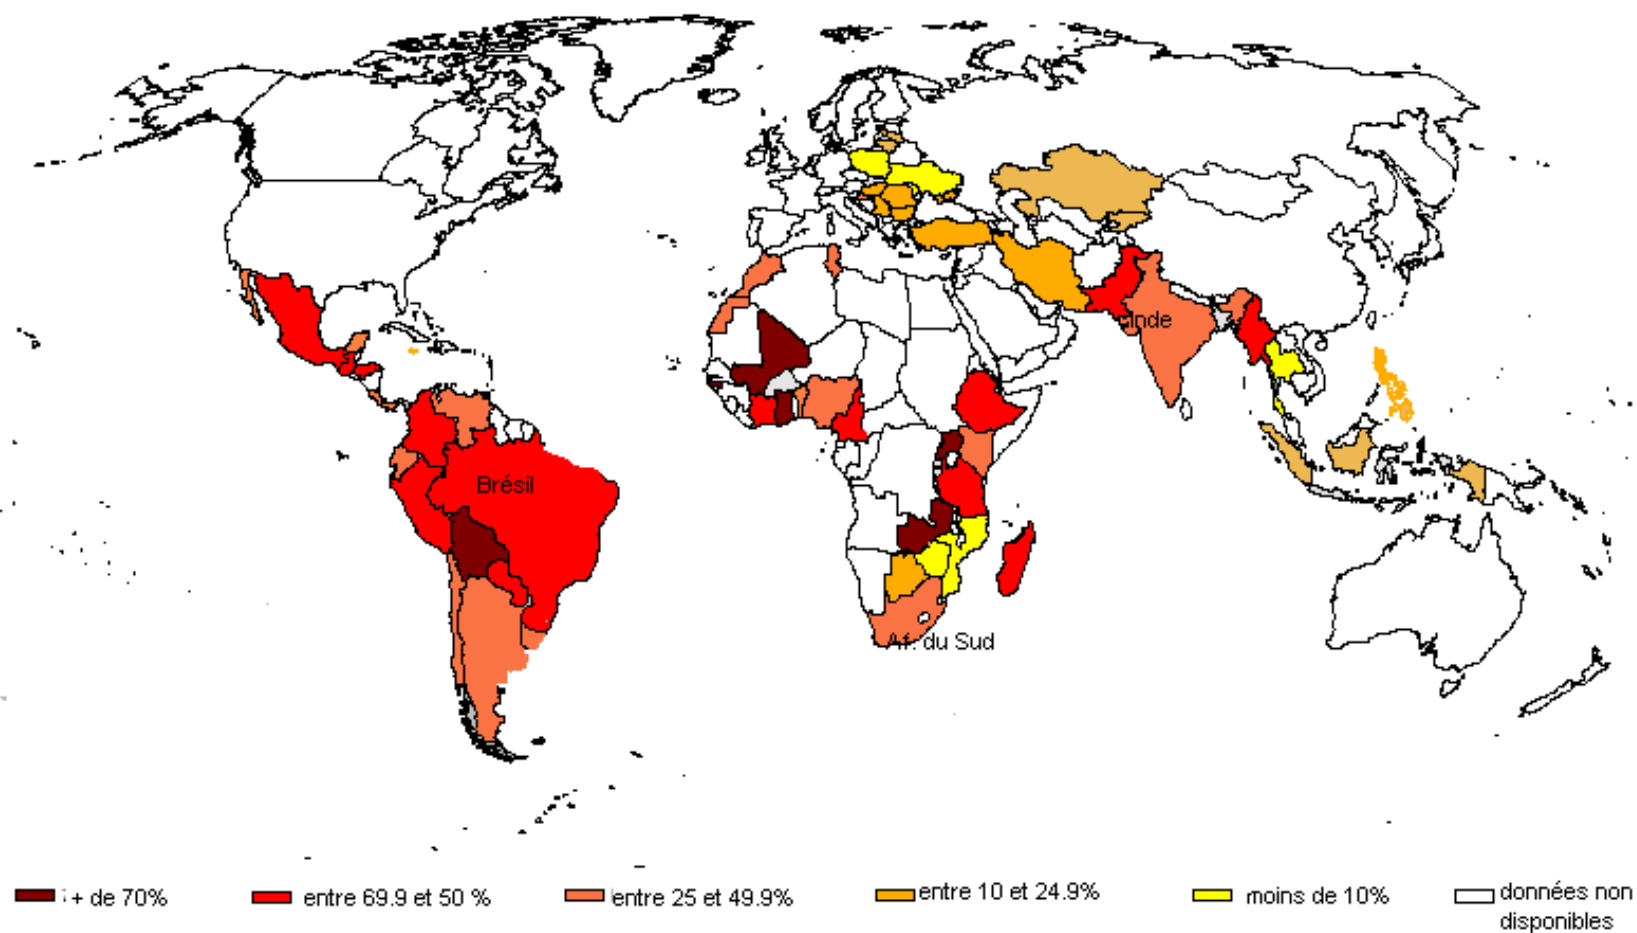 cinde
Brésil
Af. du Sud
+ de 70%
entre 69.9 et 50 %
entre 25 et 49.9%
entre 10 et 24.9%
moins de 10%
données non
disponibles